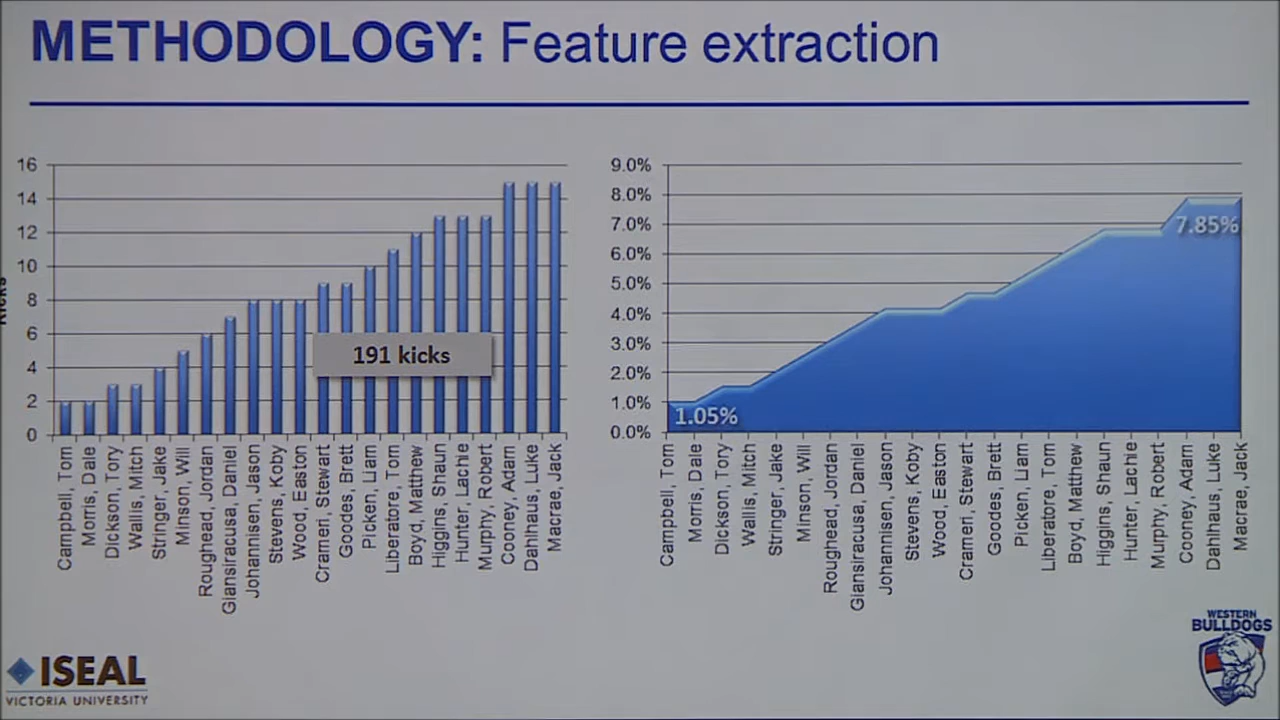 METHODOLOGY: Feature extraction
16
14
12
10
8
6
4
2
0
Kicks
191 kicks
Campbell, Tom
Morris, Dale
Dickson, Tory
Wallis, Mitch
Stringer, Jake
Minson, Will
Roughead, Jordan
Giansiracusa, Daniel
Johannisen, Jason
Stevens, Koby
Wood, Easton
Crameri, Stewart
Goodes, Brett
Picken, Liam
Liberatore, Tom
Boyd, Matthew
Higgins, Shaun
Hunter, Lachie
Murphy, Robert
Cooney, Adam
Dahlhaus, Luke
Macrae, Jack
9.0%
8.0%
7.0%
6.0%
5.0%
4.0%
3.0%
2.0%
1.0%
0.0%
7.85%
1.05%
Campbell, Tom
Morris, Dale
Dickson, Tory
Wallis, Mitch
Stringer, Jake
Minson, Will
Roughead, Jordan
Giansiracusa, Daniel
Johannisen, Jason
Stevens, Koby
Wood, Easton
Crameri, Stewart
Goodes, Brett
Picken, Liam
Liberatore, Tom
Boyd, Matthew
Higgins, Shaun
Hunter, Lachie
Murphy, Robert
Cooney, Adam
Dahlhaus, Luke
Macrae, Jack
ISEAL
VICTORIA UNIVERSITY
WESTERN
BULLDOGS